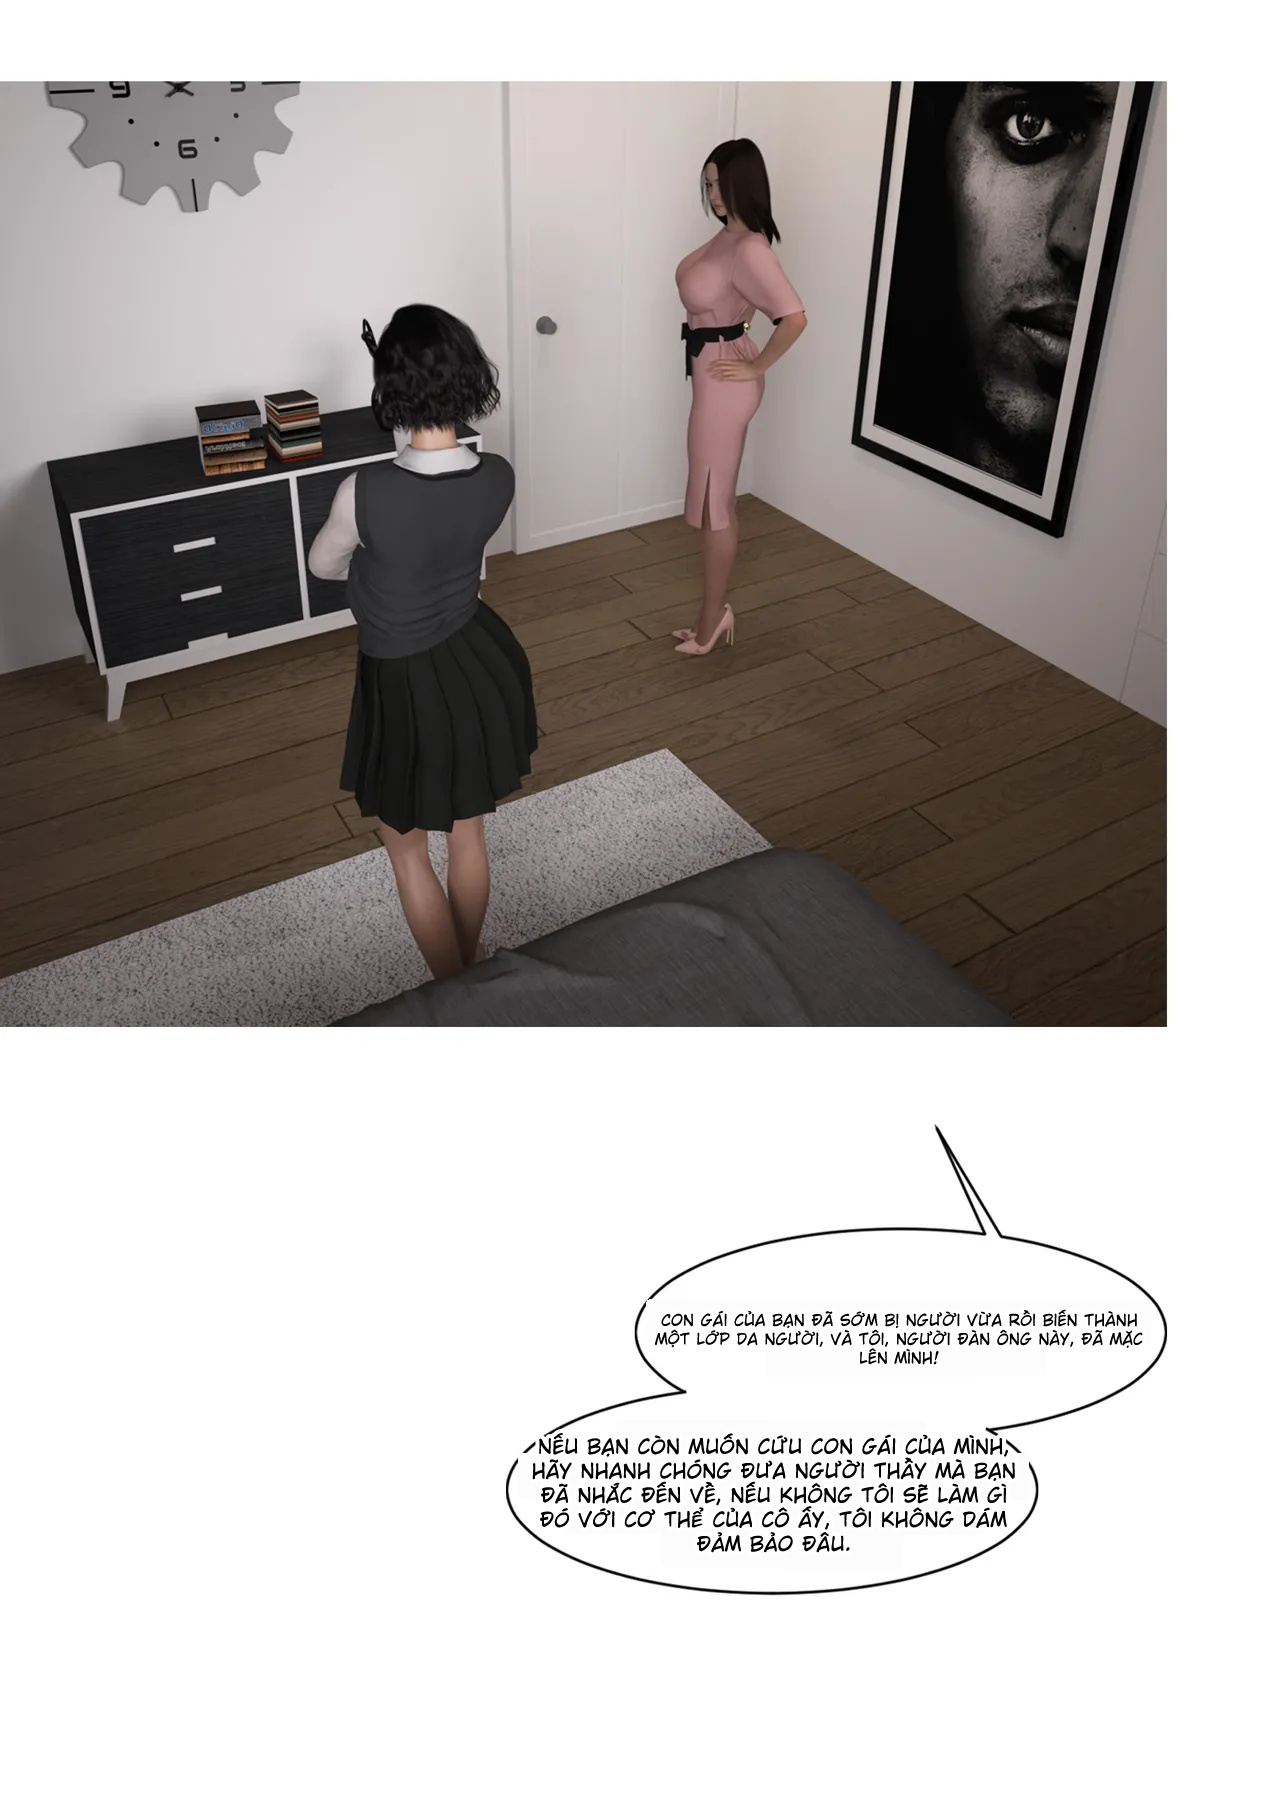 9 5
6
CON GÁI CỦA BẠN ĐÃ SỚM BỊ NGƯỜI VỪA RỒI BIẾN THÀNH
MỘT LỚP DA NGƯỜI, VÀ TÔI, NGƯỜI ĐÀN ÔNG NÀY, ĐÃ MẶC
LÊN MÌNH!
NẾU BẠN CÒN MUỐN CỨU CON GÁI CỦA MÌNH,
HÃY NHANH CHÓNG ĐƯA NGƯỜI THẦY MÀ BẠN
ĐÃ NHẮC ĐẾN VỀ, NẾU KHÔNG TÔI SẼ LÀM GÌ
ĐÓ VỚI CƠ THỂ CỦA CÔ ẤY, TÔI KHÔNG DÁM
ĐẢM BẢO ĐÂU.